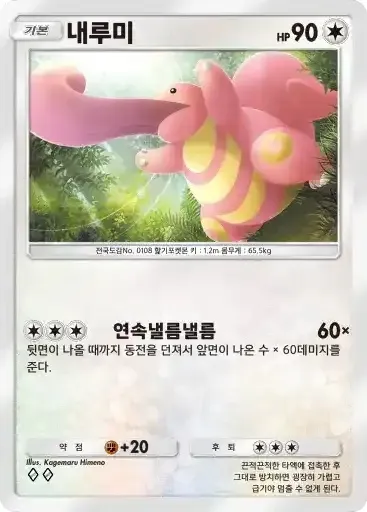 기본 내루미 HP 90
전국도감No. 0108 핥기포켓몬 키 : 1.2m 몸무게 : 65.5kg
연속낼름낼름 60×
뒷면이 나올 때까지 동전을 던져서 앞면이 나온 수 × 60데미지를
준다.
약점 +20 후퇴
Illus. Kagemaru Himeno
끈적끈적한 타액에 접촉한 후
그대로 방치하면 굉장히 가렵고
급기야 멈출 수 없게 된다.